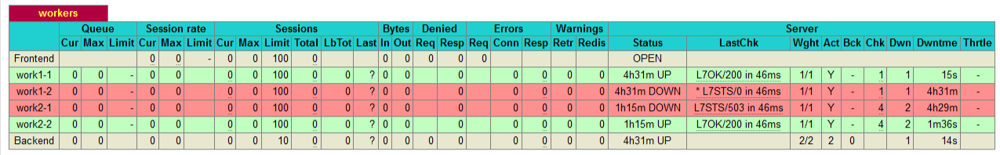 workers
Queue Session rate Sessions Bytes Denied Errors Warnings Server
Cur Max Limit Cur Max Limit Cur Max Limit Total LbTot Last In Out Req Resp Req Conn Resp Retr Redis Status LastChk Wght Act Bck Chk Dwn Dwntme Thrtle
Frontend 0 0 - 0 0 100 0 0 0 0 0 0 OPEN
work1-1 0 0 - 0 0 0 0 100 0 0 ? 0 0 0 0 0 0 0 4h31m UP L7OK/200 in 46ms 1/1 Y - 1 1 15s -
work1-2 0 0 - 0 0 0 0 100 0 0 ? 0 0 0 0 0 0 0 4h31m DOWN * L7STS/0 in 46ms 1/1 Y - 1 1 4h31m -
work2-1 0 0 - 0 0 0 0 100 0 0 ? 0 0 0 0 0 0 0 1h15m DOWN L7STS/503 in 46ms 1/1 Y - 4 2 4h29m -
work2-2 0 0 - 0 0 0 0 100 0 0 ? 0 0 0 0 0 0 0 1h15m UP L7OK/200 in 46ms 1/1 Y - 4 2 1m36s -
Backend 0 0 0 0 0 0 10 0 0 ? 0 0 0 0 0 0 0 0 4h31m UP 2/2 2 0 1 14s